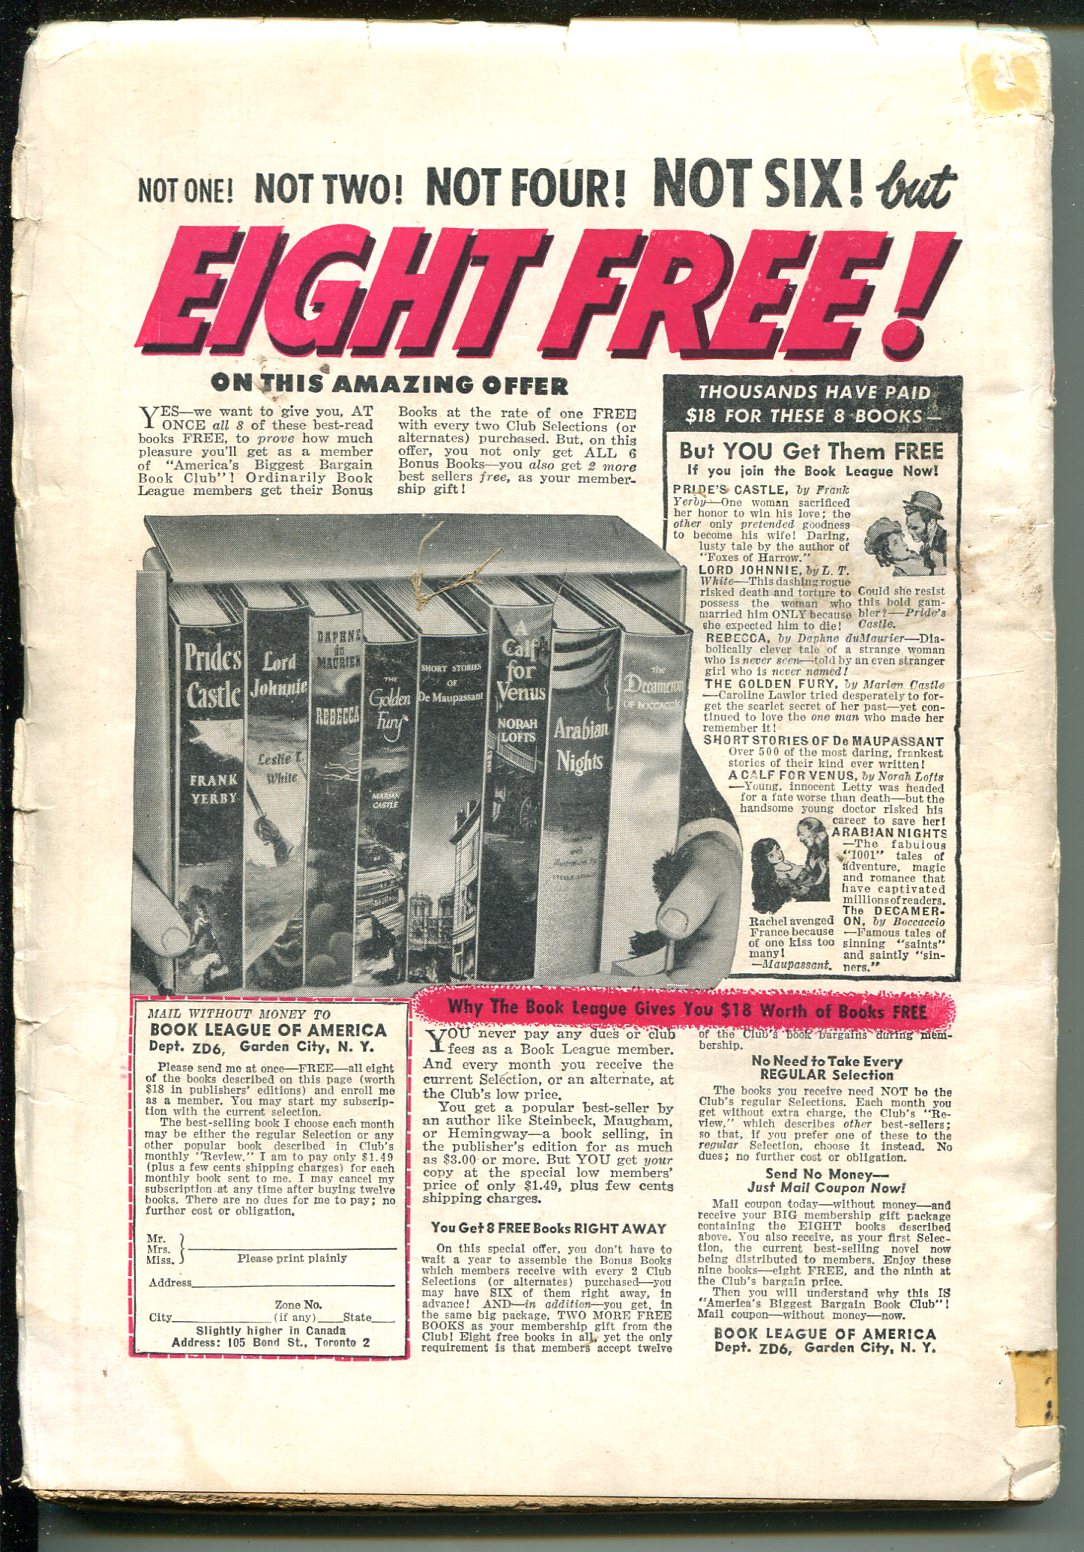 NOT ONE! NOT TWO! NOT FOUR! NOT SIX! but
EIGHT FREE!
ON THIS AMAZING OFFER
YES—we want to give you, AT
ONCE all 8 of these best-read
books FREE, to prove how much
pleasure you'll get as a member
of "America's Biggest Bargain
Book Club"! Ordinarily Book
League members get their Bonus
Books at the rate of one FREE
with every two Club Selections (or
alternates) purchased. But, on this
offer, you not only get ALL 6
Bonus Books—you also get 2 more
best sellers free, as your member-
ship gift!
Prides
Castle
FRANK
YERBY
Lord
Johnnie
Leslie T.
White
DAPHNE
du
MAURIER
REBECCA
THE
Golden
Fury
MARIAN
CASTLE
SHORT STORIES
OF
De Maupassant
A
Calf
for
Venus
NORAH
LOFTS
Arabian
Nights
The
Decameron
OF BOCCACCIO
THOUSANDS HAVE PAID
$18 FOR THESE 8 BOOKS—
But YOU Get Them FREE
If you join the Book League Now!
PRIDE'S CASTLE, by Frank
Yerby—One woman sacrificed
her honor to win his love; the
other only pretended goodness
to become his wife! Daring,
lusty tale by the author of
"Foxes of Harrow."
LORD JOHNNIE, by L. T.
White—This dashing rogue
risked death and torture to
possess the woman who
married him ONLY because
she expected him to die!
Could she resist
this bold gam-
bler?—Pride's
Castle.
REBECCA, by Daphne duMaurier—Dia-
bolically clever tale of a strange woman
who is never seen—told by an even stranger
girl who is never named!
THE GOLDEN FURY, by Marian Castle
—Caroline Lawlor tried desperately to for-
get the scarlet secret of her past—yet con-
tinued to love the one man who made her
remember it!
SHORT STORIES OF De MAUPASSANT
Over 500 of the most daring, frankest
stories of their kind ever written!
A CALF FOR VENUS, by Norah Lofts
—Young, innocent Letty was headed
for a fate worse than death—but the
handsome young doctor risked his
career to save her!
ARABIAN NIGHTS
—The fabulous
"1001" tales of
adventure, magic
and romance that
have captivated
millions of readers.
The DECAMER-
ON, by Boccaccio
—Famous tales of
sinning "saints"
and saintly "sin-
ners."
Rachel avenged
France because
of one kiss too
many!
—Maupassant.
MAIL WITHOUT MONEY TO
BOOK LEAGUE OF AMERICA
Dept. ZD6, Garden City, N. Y.
Please send me at once—FREE—all eight
of the books described on this page (worth
$18 in publishers' editions) and enroll me
as a member. You may start my subscrip-
tion with the current selection.
The best-selling book I choose each month
may be either the regular Selection or any
other popular book described in Club's
monthly "Review." I am to pay only $1.49
(plus a few cents shipping charges) for each
monthly book sent to me. I may cancel my
subscription at any time after buying twelve
books. There are no dues for me to pay; no
further cost or obligation.
Mr.
Mrs.
Miss.
Please print plainly
Address
Zone No.
City (if any) State
Slightly higher in Canada
Address: 105 Bond St., Toronto 2
Why The Book League Gives You $18 Worth of Books FREE
YOU never pay any dues or club
fees as a Book League member.
And every month you receive the
current Selection, or an alternate, at
the Club's low price.
You get a popular best-seller by
an author like Steinbeck, Maugham,
or Hemingway—a book selling, in
the publisher's edition for as much
as $3.00 or more. But YOU get your
copy at the special low members'
price of only $1.49, plus few cents
shipping charges.
You Get 8 FREE Books RIGHT AWAY
On this special offer, you don't have to
wait a year to assemble the Bonus Books
which members receive with every 2 Club
Selections (or alternates) purchased—you
may have SIX of them right away, in
advance! AND—in addition—you get, in
the same big package, TWO MORE FREE
BOOKS as your membership gift from the
Club! Eight free books in all, yet the only
requirement is that members accept twelve
of the Club's book bargains during mem-
bership.
No Need to Take Every
REGULAR Selection
The books you receive need NOT be the
Club's regular Selections. Each month you
get without extra charge, the Club's "Re-
view," which describes other best-sellers;
so that, if you prefer one of these to the
regular Selection, choose it instead. No
dues; no further cost or obligation.
Send No Money—
Just Mail Coupon Now!
Mail coupon today—without money—and
receive your BIG membership gift package
containing the EIGHT books described
above. You also receive, as your first Selec-
tion, the current best-selling novel now
being distributed to members. Enjoy these
nine books—eight FREE, and the ninth at
the Club's bargain price.
Then you will understand why this IS
"America's Biggest Bargain Book Club"!
Mail coupon—without money—now.
BOOK LEAGUE OF AMERICA
Dept. ZD6, Garden City, N. Y.